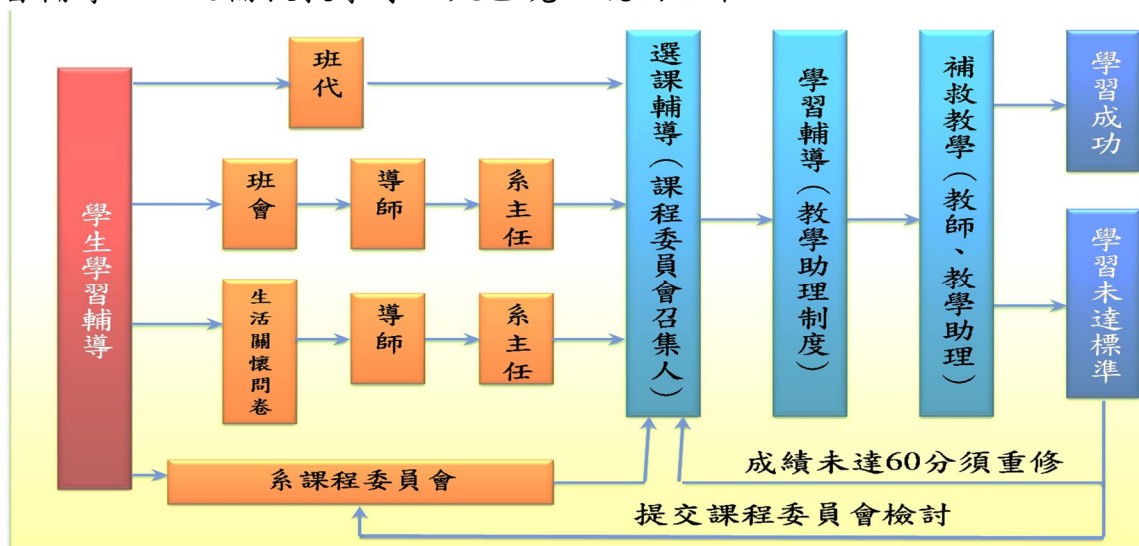 學生學習輔導
班代
班會
導師
系主任
生活關懷問卷
導師
系主任
系課程委員會
選課輔導（課程委員會召集人）
學習輔導（教學助理制度）
補救教學（教師、教學助理）
學習成功
學習未達標準
成績未達60分須重修
提交課程委員會檢討